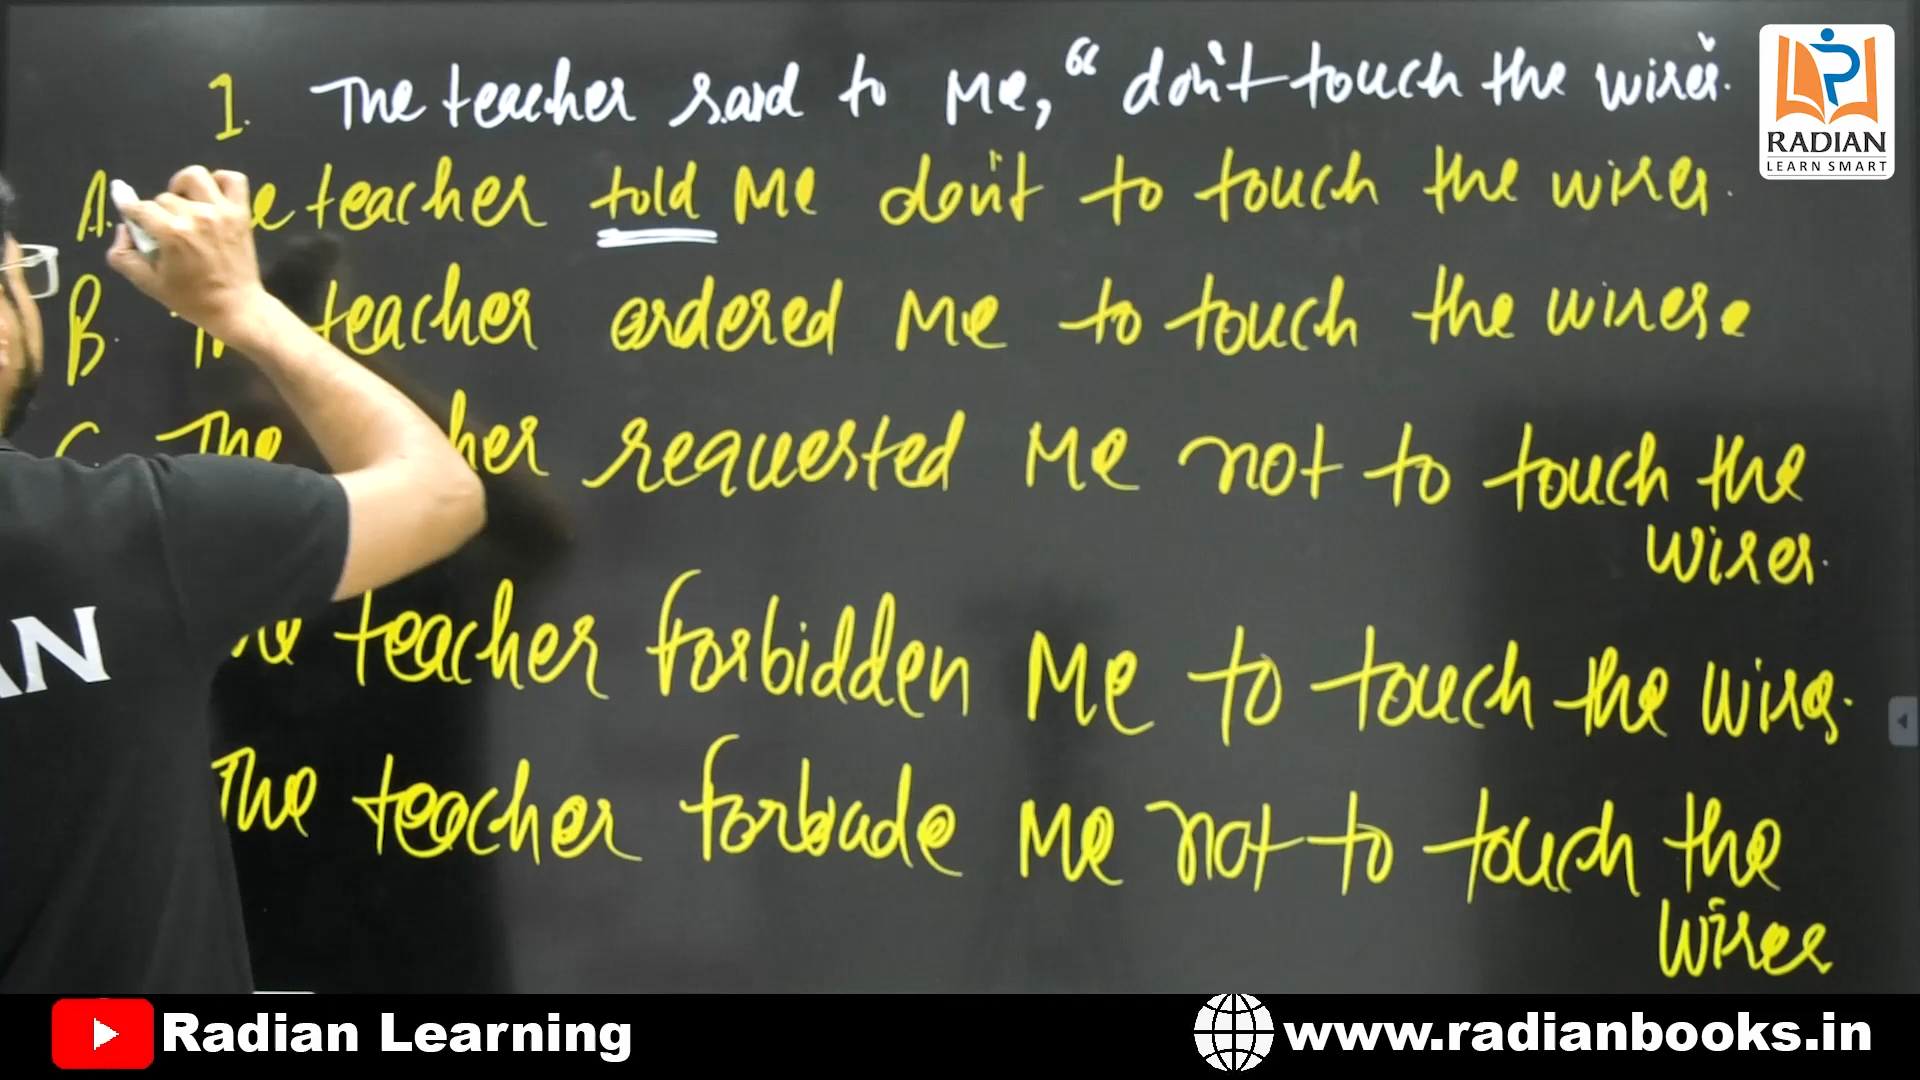 1. The teacher said to Me, "don't touch the wires.
RADIAN
LEARN SMART
A. teacher told Me don't to touch the wires.
B. teacher ordered Me to touch the wires.
C. The requested Me not to touch the
wires.
teacher forbidden Me to touch the wires.
The teacher forbade Me not to touch the
wires
AN
Radian Learning
www.radianbooks.in